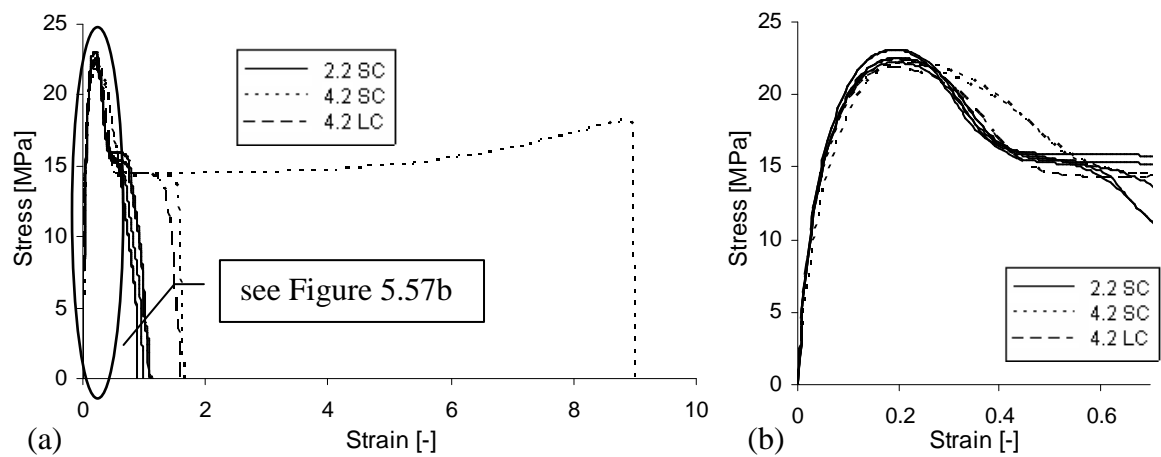 25
20
15
10
5
0
Stress [MPa]
2.2 SC
4.2 SC
4.2 LC
see Figure 5.57b
0 2 4 6 8 10
Strain [-]
(a)
25
20
15
10
5
0
Stress [MPa]
2.2 SC
4.2 SC
4.2 LC
0 0.2 0.4 0.6
Strain [-]
(b)